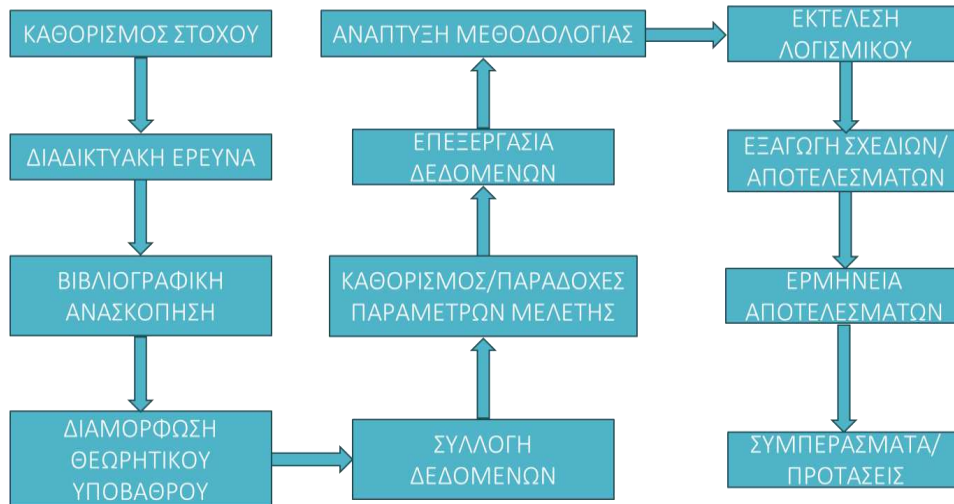 ΚΑΘΟΡΙΣΜΟΣ ΣΤΟΧΟΥ
ΔΙΑΔΙΚΤΥΑΚΗ ΕΡΕΥΝΑ
ΒΙΒΛΙΟΓΡΑΦΙΚΗ
ΑΝΑΣΚΟΠΗΣΗ
ΔΙΑΜΟΡΦΩΣΗ
ΘΕΩΡΗΤΙΚΟΥ
ΥΠΟΒΑΘΡΟΥ
ΣΥΛΛΟΓΗ
ΔΕΔΟΜΕΝΩΝ
ΚΑΘΟΡΙΣΜΟΣ/ΠΑΡΑΔΟΧΕΣ
ΠΑΡΑΜΕΤΡΩΝ ΜΕΛΕΤΗΣ
ΕΠΕΞΕΡΓΑΣΙΑ
ΔΕΔΟΜΕΝΩΝ
ΑΝΑΠΤΥΞΗ ΜΕΘΟΔΟΛΟΓΙΑΣ
ΕΚΤΕΛΕΣΗ
ΛΟΓΙΣΜΙΚΟΥ
ΕΞΑΓΩΓΗ ΣΧΕΔΙΩΝ/
ΑΠΟΤΕΛΕΣΜΑΤΩΝ
ΕΡΜΗΝΕΙΑ
ΑΠΟΤΕΛΕΣΜΑΤΩΝ
ΣΥΜΠΕΡΑΣΜΑΤΑ/
ΠΡΟΤΑΣΕΙΣ